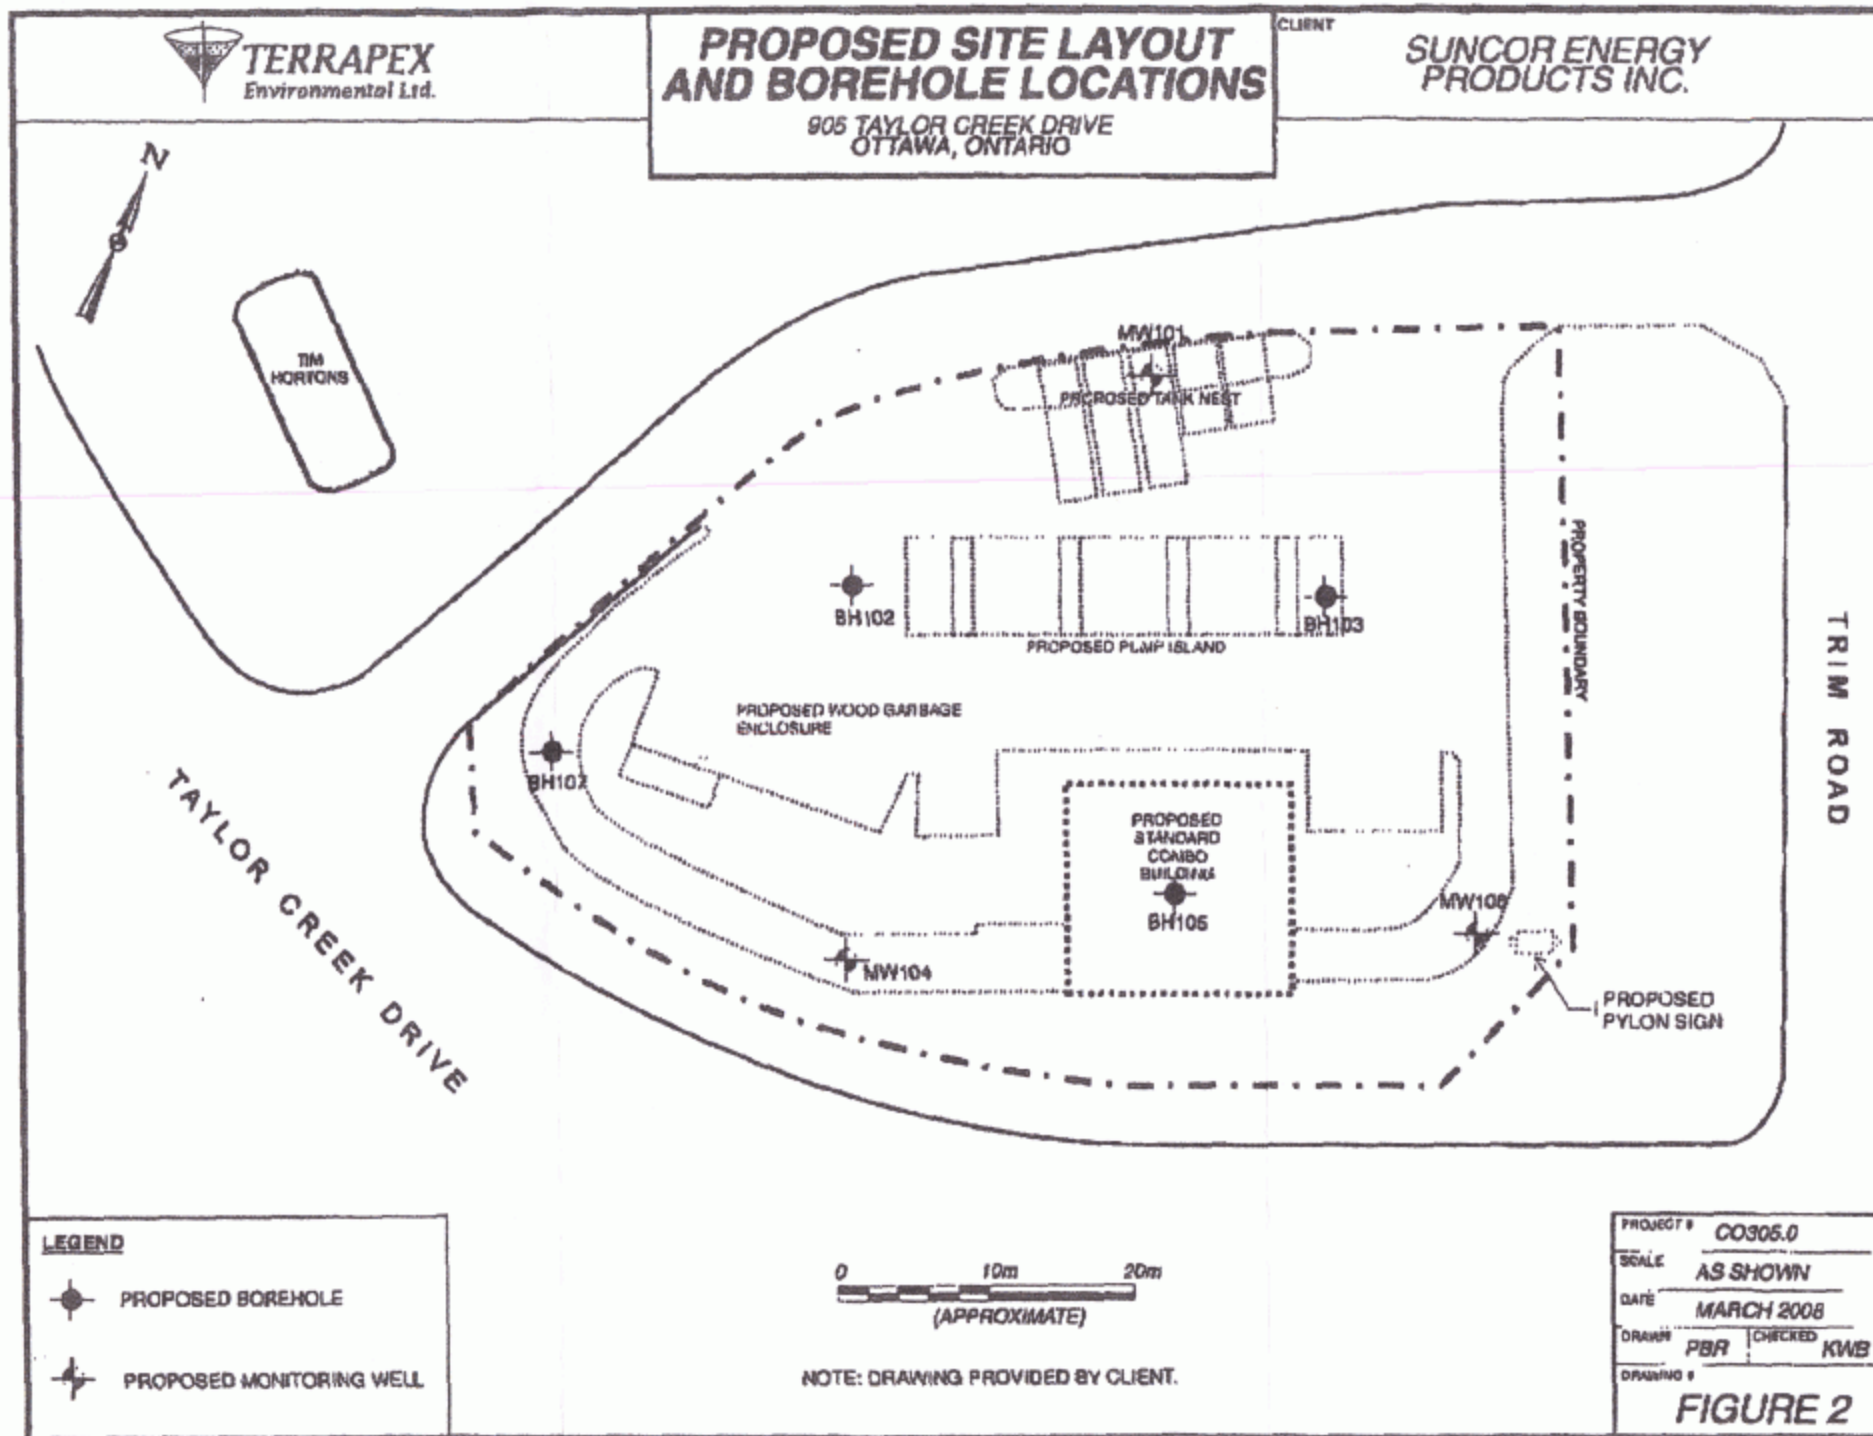 TERRAPEX
Environmental Ltd.
PROPOSED SITE LAYOUT
AND BOREHOLE LOCATIONS
905 TAYLOR CREEK DRIVE
OTTAWA, ONTARIO
CLIENT
SUNCOR ENERGY
PRODUCTS INC.
N
TIM
HORTONS
MW101
PROPOSED TANK NEST
BH102
BH103
PROPOSED PUMP ISLAND
PROPERTY BOUNDARY
TRIM ROAD
PROPOSED WOOD GARBAGE
ENCLOSURE
BH107
PROPOSED
STANDARD
COMBO
BUILDING
BH105
MW106
MW104
PROPOSED
PYLON SIGN
TAYLOR CREEK DRIVE
LEGEND
PROPOSED BOREHOLE
PROPOSED MONITORING WELL
0 10m 20m
(APPROXIMATE)
NOTE: DRAWING PROVIDED BY CLIENT.
PROJECT # CO305.0
SCALE AS SHOWN
DATE MARCH 2008
DRAWN PBR CHECKED KWB
DRAWING #
FIGURE 2